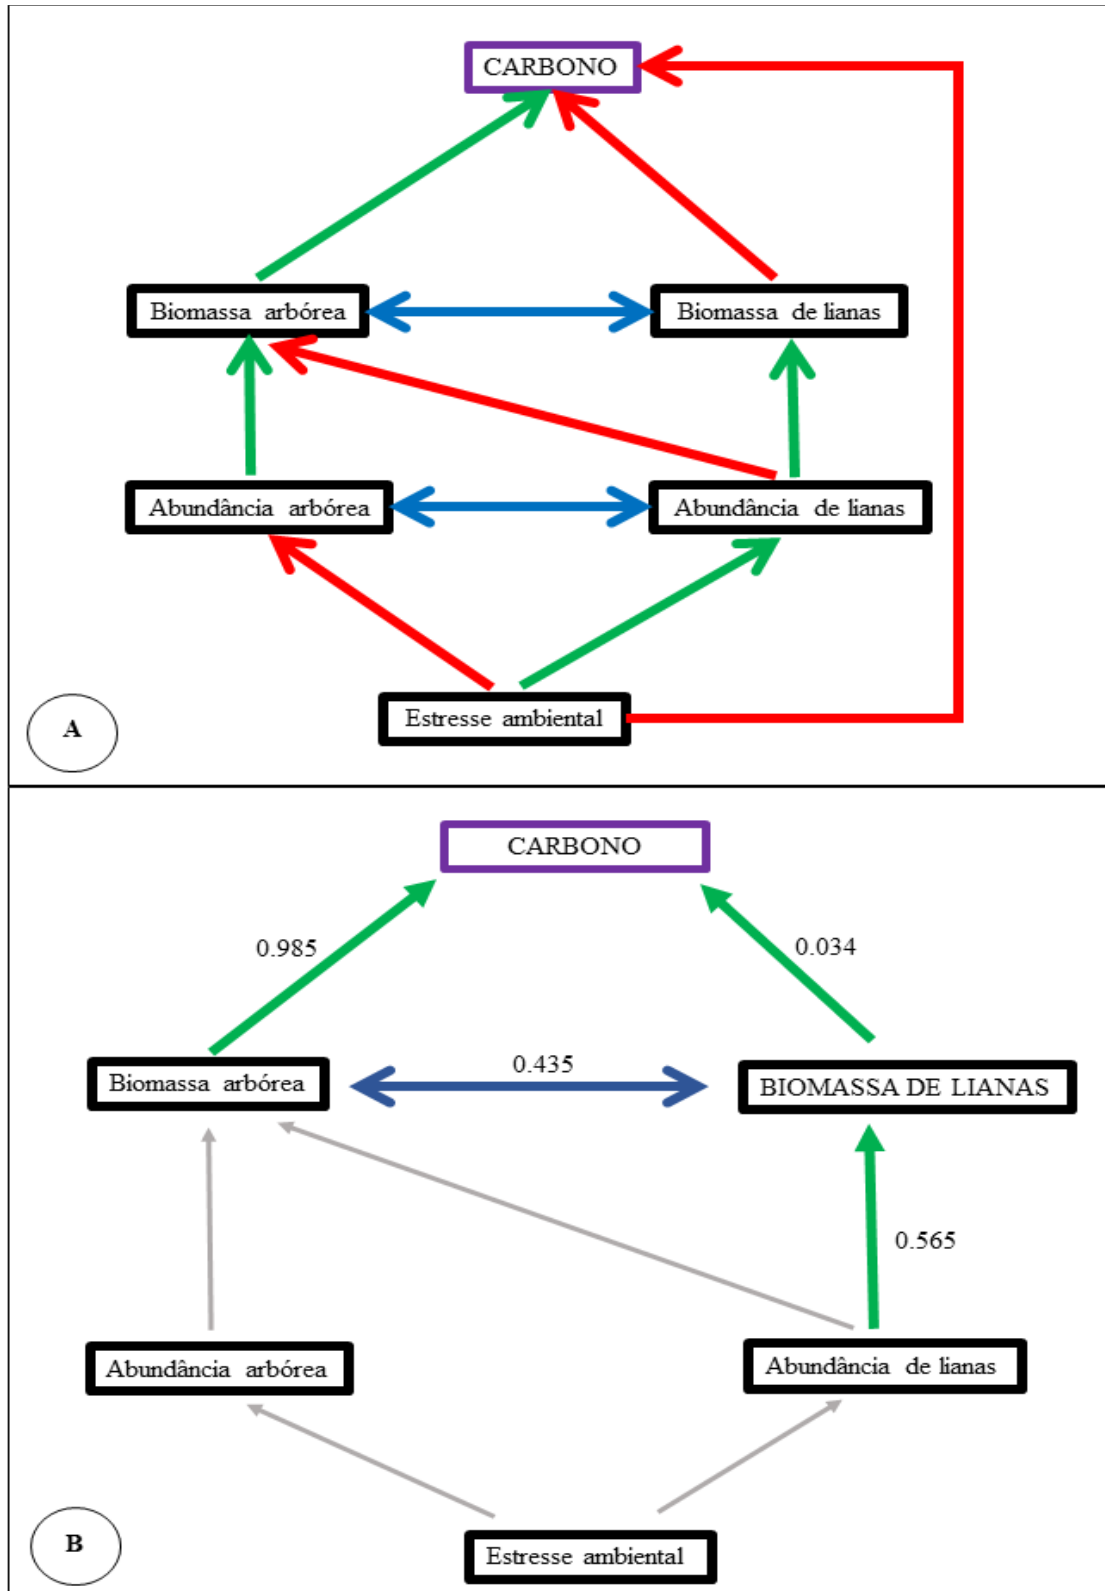 CARBONO
Biomassa arbórea
Biomassa de lianas
Abundância arbórea
Abundância de lianas
Estresse ambiental
A
CARBONO
0.985
0.034
Biomassa arbórea
0.435
BIOMASSA DE LIANAS
0.565
Abundância arbórea
Abundância de lianas
Estresse ambiental
B